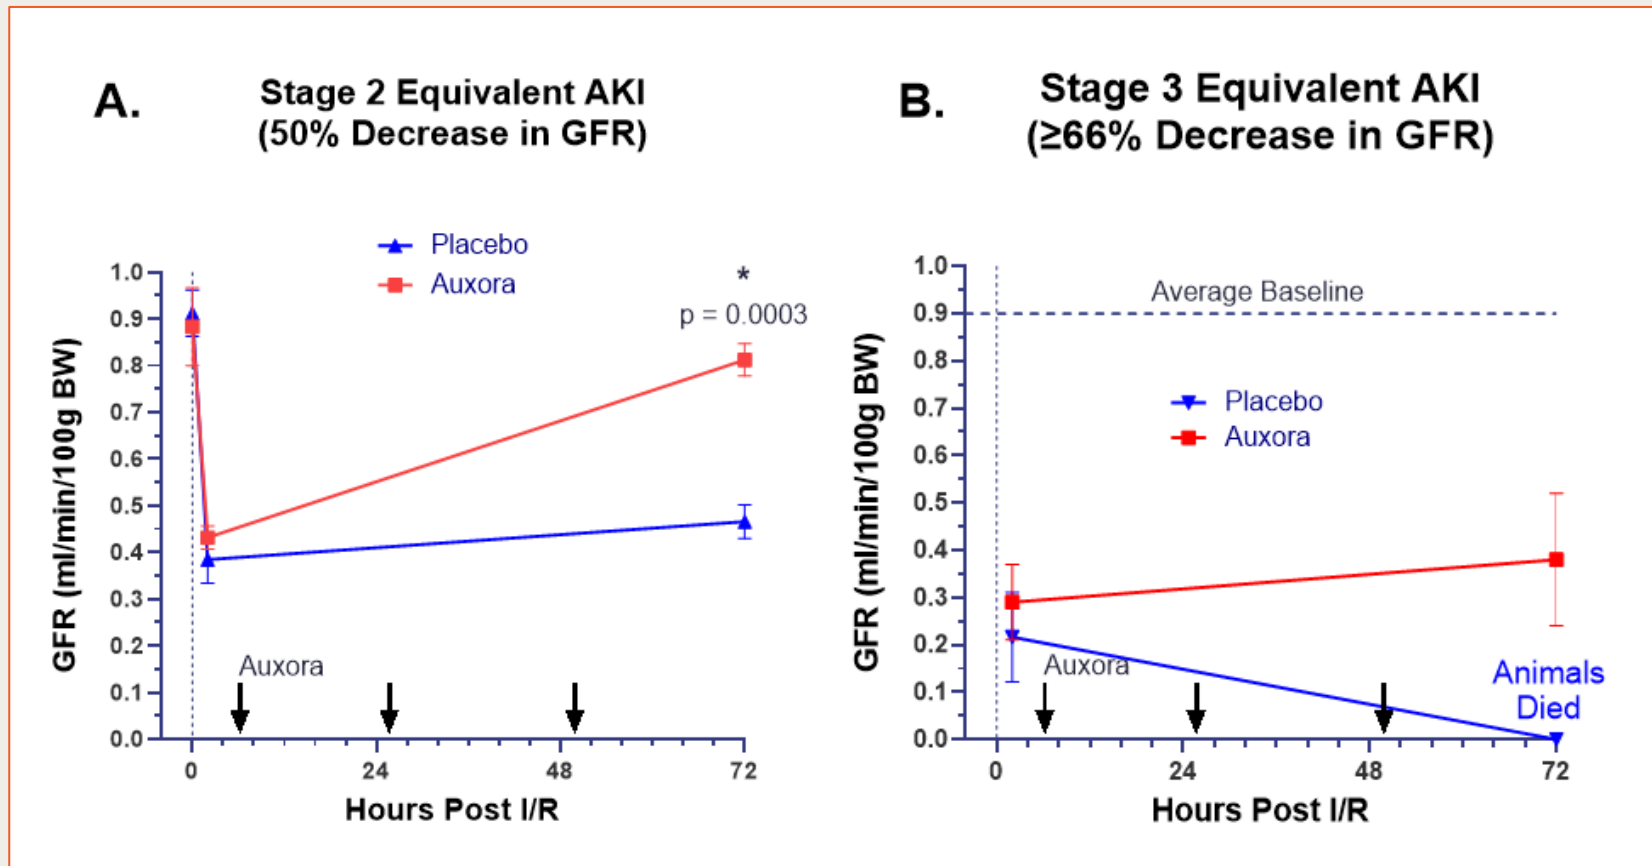 A.
Stage 2 Equivalent AKI
(50% Decrease in GFR)
Placebo
Auxora
*
p = 0.0003
GFR (ml/min/100g BW)
1.0
0.9
0.8
0.7
0.6
0.5
0.4
0.3
0.2
0.1
0.0
Auxora
0
24
48
72
Hours Post I/R
B.
Stage 3 Equivalent AKI
(≥66% Decrease in GFR)
Average Baseline
Placebo
Auxora
GFR (ml/min/100g BW)
1.0
0.9
0.8
0.7
0.6
0.5
0.4
0.3
0.2
0.1
0.0
Auxora
Animals
Died
0
24
48
72
Hours Post I/R